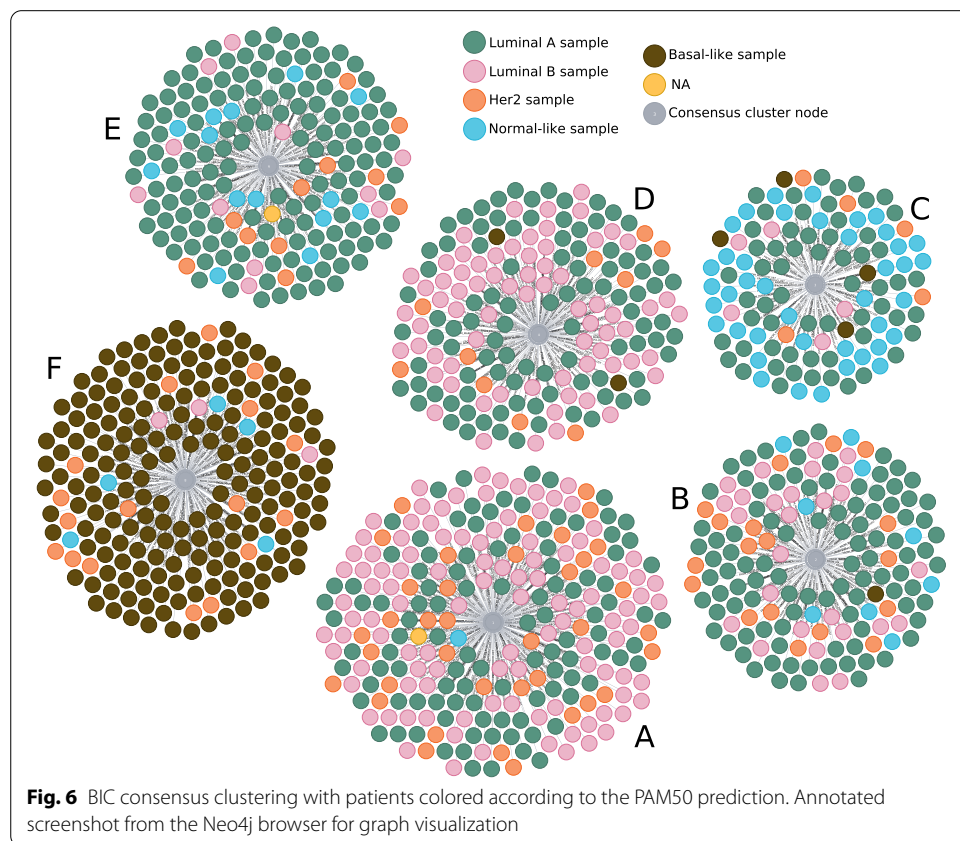 Luminal A sample
Luminal B sample
Her2 sample
Normal-like sample
Basal-like sample
NA
Consensus cluster node
E
D
C
F
B
A
Fig. 6 BIC consensus clustering with patients colored according to the PAM50 prediction. Annotated
screenshot from the Neo4j browser for graph visualization